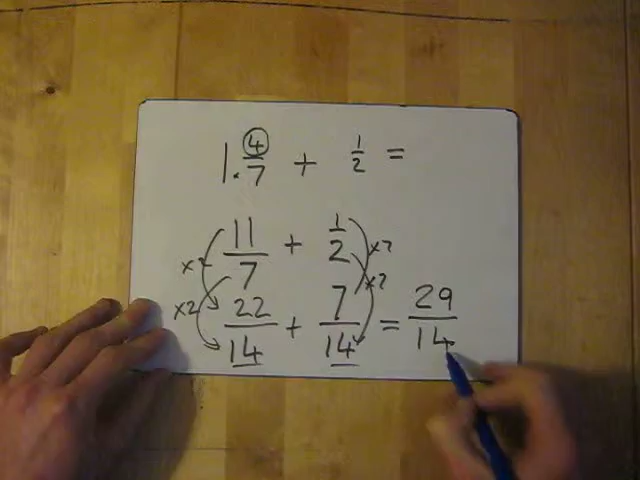 1.4/7 + 1/2 =
11/7 + 1/2
x2 x7
x2 x7
22/14 + 7/14 = 29/14